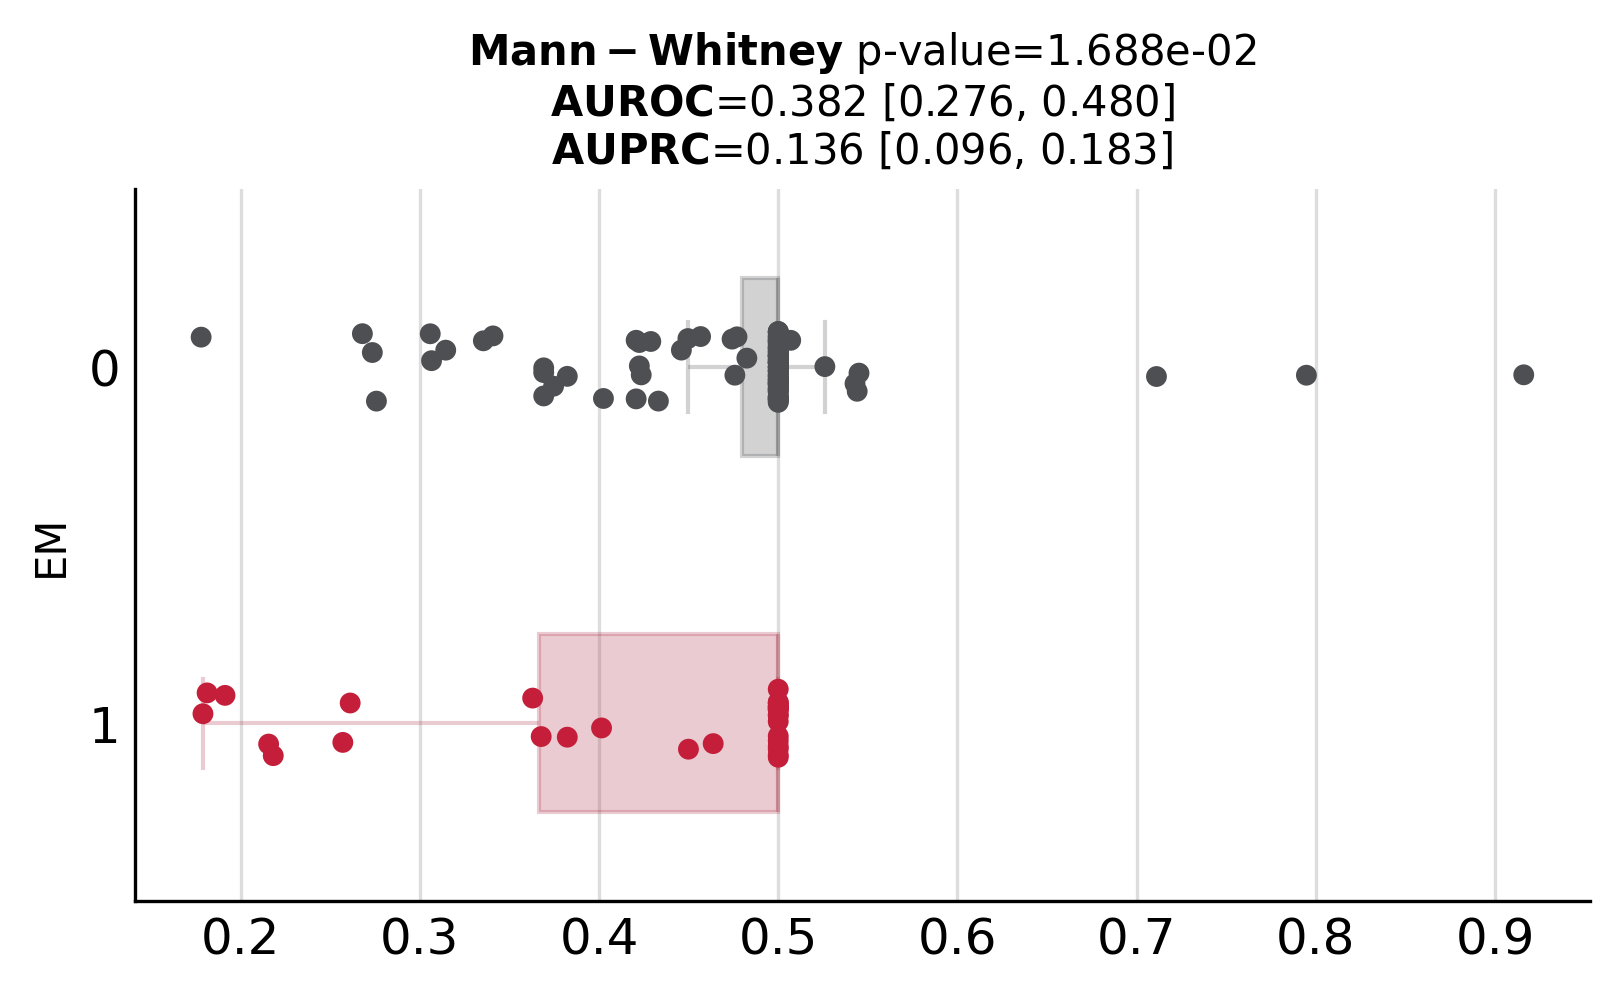 Mann − Whitney p-value=1.688e-02
AUROC=0.382 [0.276, 0.480]
AUPRC=0.136 [0.096, 0.183]
0
EM
1
0.2 0.3 0.4 0.5 0.6 0.7 0.8 0.9